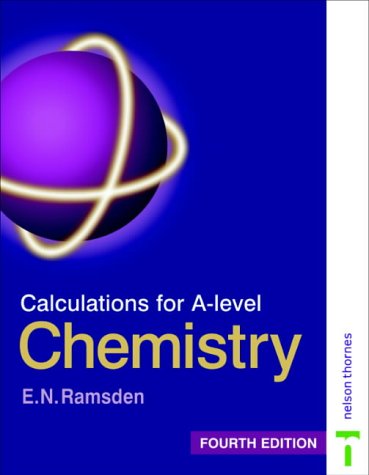 Calculations for A-level
Chemistry
E.N.Ramsden
FOURTH EDITION
nelson thornes